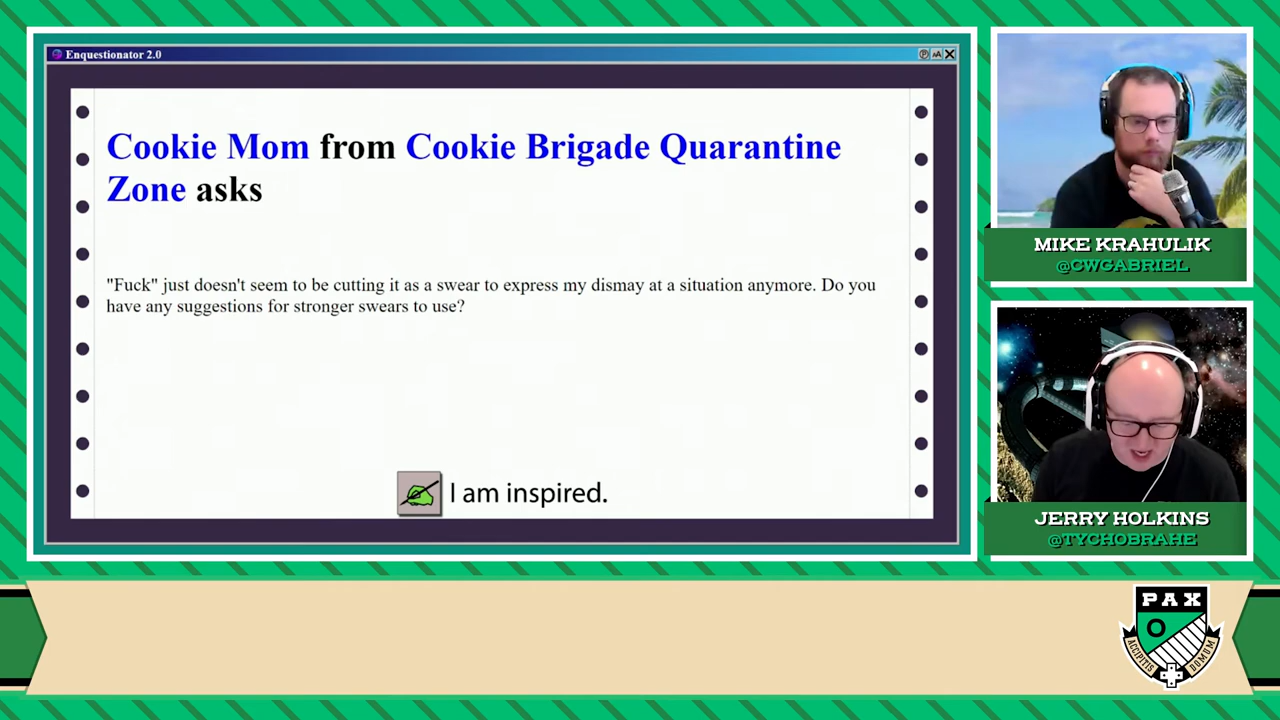 Enquestionator 2.0
Cookie Mom from Cookie Brigade Quarantine
Zone asks
"Fuck" just doesn't seem to be cutting it as a swear to express my dismay at a situation anymore. Do you
have any suggestions for stronger swears to use?
I am inspired.
MIKE KRAHULIK
@CWGABRIEL
JERRY HOLKINS
@TYCHOBRAHE
PAX
O
ACCIPITIS
DOMUM